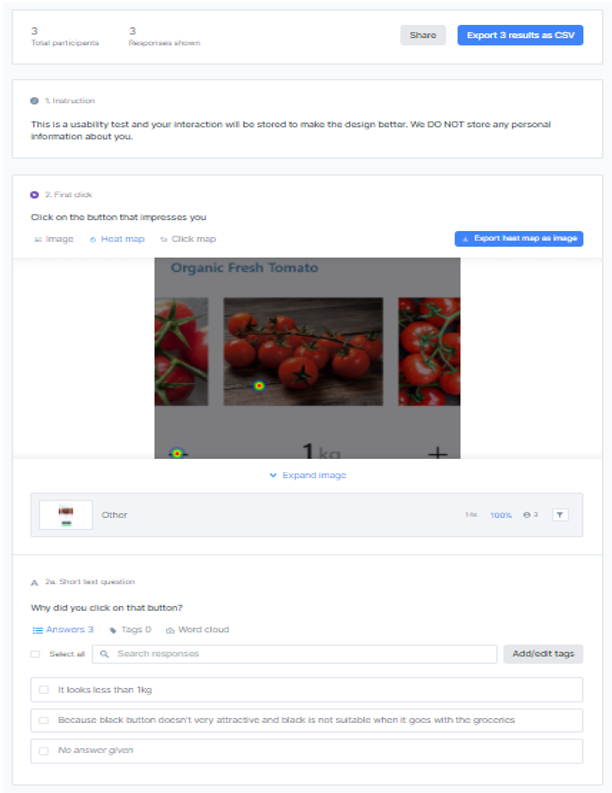 3
Total participants
3
Responses shown
Share
Export 3 results as CSV
1. Instruction
This is a usability test and your interaction will be stored to make the design better. We DO NOT store any personal
information about you.
2. First click
Click on the button that impresses you
Image
Heat map
Click map
Export heat map as image
Organic Fresh Tomato
1 kg
Expand image
Other
100%
3
2a. Short text question
Why did you click on that button?
Answers 3
Tags 0
Word cloud
Select all
Search responses
Add/edit tags
It looks less than 1kg
Because black button doesn't very attractive and black is not suitable when it goes with the groceries
No answer given